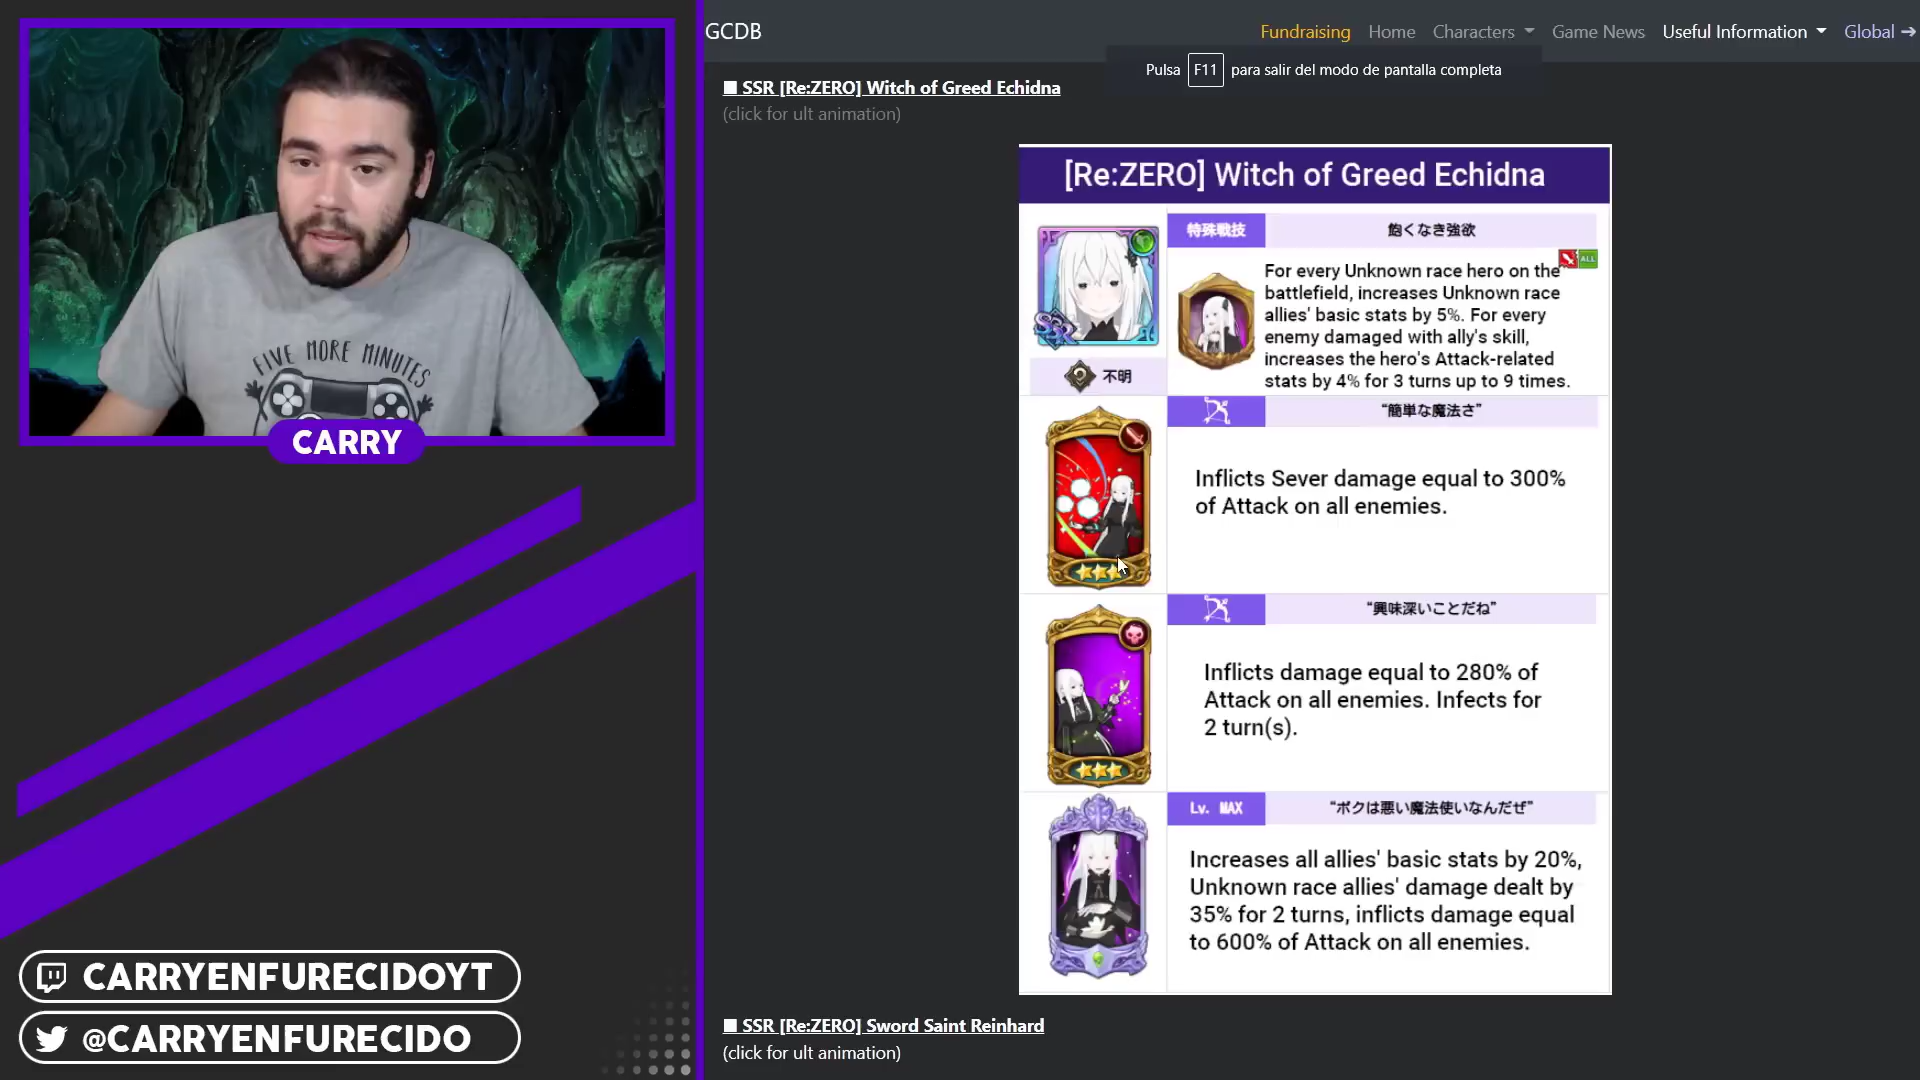 GCDB
Fundraising Home Characters Game News Useful Information Global
Pulsa F11 para salir del modo de pantalla completa
SSR [Re:ZERO] Witch of Greed Echidna
(click for ult animation)
[Re:ZERO] Witch of Greed Echidna
特殊戦技
飽くなき強欲
ALL
For every Unknown race hero on the
battlefield, increases Unknown race
allies' basic stats by 5%. For every
enemy damaged with ally's skill,
increases the hero's Attack-related
stats by 4% for 3 turns up to 9 times.
SSR
不明
“簡単な魔法さ”
Inflicts Sever damage equal to 300%
of Attack on all enemies.
“興味深いことだね”
Inflicts damage equal to 280% of
Attack on all enemies. Infects for
2 turn(s).
Lv. MAX
“ボクは悪い魔法使いなんだぜ”
Increases all allies' basic stats by 20%,
Unknown race allies' damage dealt by
35% for 2 turns, inflicts damage equal
to 600% of Attack on all enemies.
SSR [Re:ZERO] Sword Saint Reinhard
(click for ult animation)
FIVE MORE MINUTES
CARRY
CARRYENFURECIDOYT
@CARRYENFURECIDO